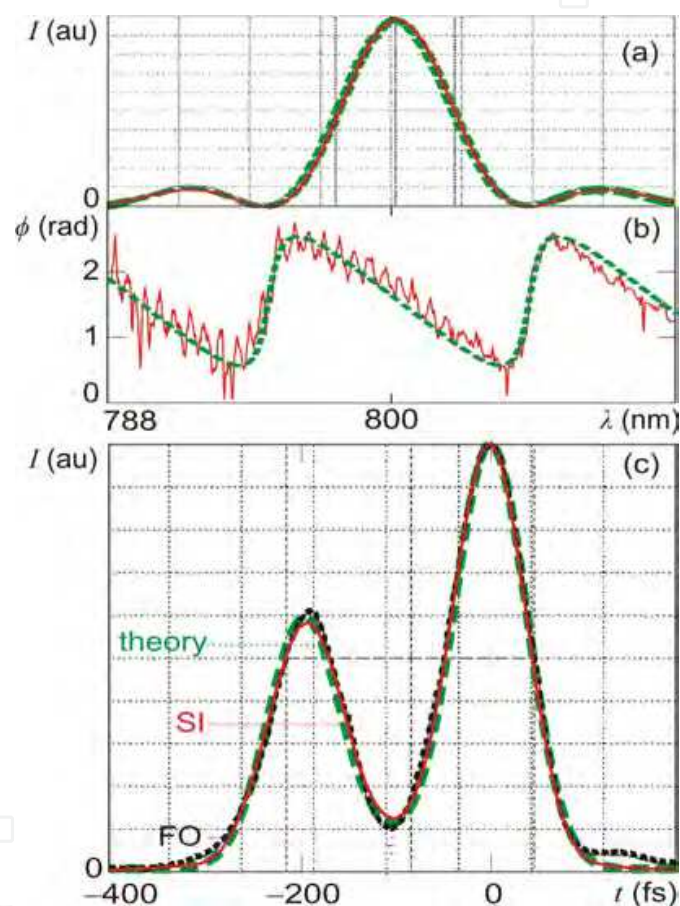 I (au)
(a)
0
ϕ (rad)
(b)
2
1
0
788
800
λ (nm)
I (au)
(c)
theory
SI
FO
0
−400
−200
0
t (fs)